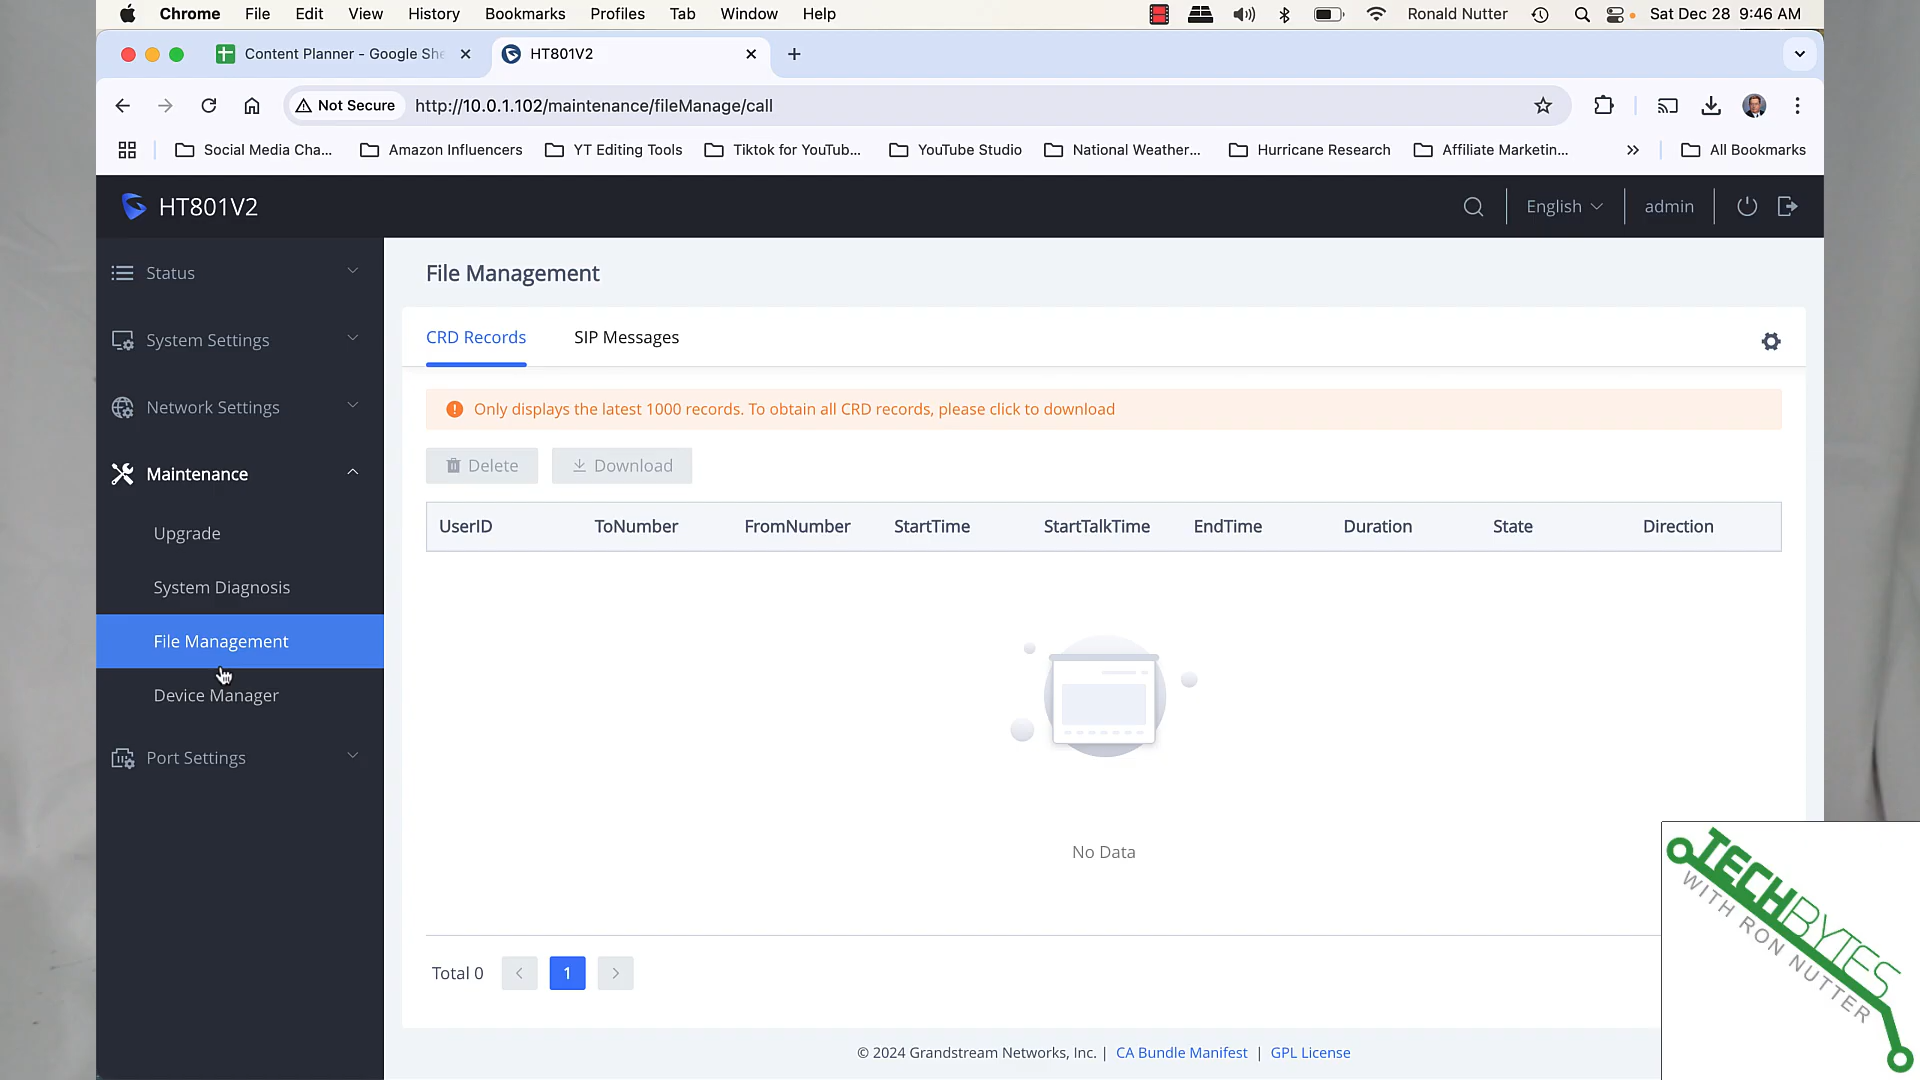 Chrome File Edit View History Bookmarks Profiles Tab Window Help Ronald Nutter Sat Dec 28 9:46 AM
Content Planner - Google She
HT801V2
Not Secure http://10.0.1.102/maintenance/fileManage/call
Social Media Cha... Amazon Influencers YT Editing Tools Tiktok for YouTub... YouTube Studio National Weather... Hurricane Research Affiliate Marketin... » All Bookmarks
HT801V2
English admin
Status
System Settings
Network Settings
Maintenance
Upgrade
System Diagnosis
File Management
Device Manager
Port Settings
File Management
CRD Records SIP Messages
Only displays the latest 1000 records. To obtain all CRD records, please click to download
Delete Download
UserID ToNumber FromNumber StartTime StartTalkTime EndTime Duration State Direction
No Data
Total 0 < 1 >
© 2024 Grandstream Networks, Inc. | CA Bundle Manifest | GPL License
TECHBYTES
WITH RON NUTTER